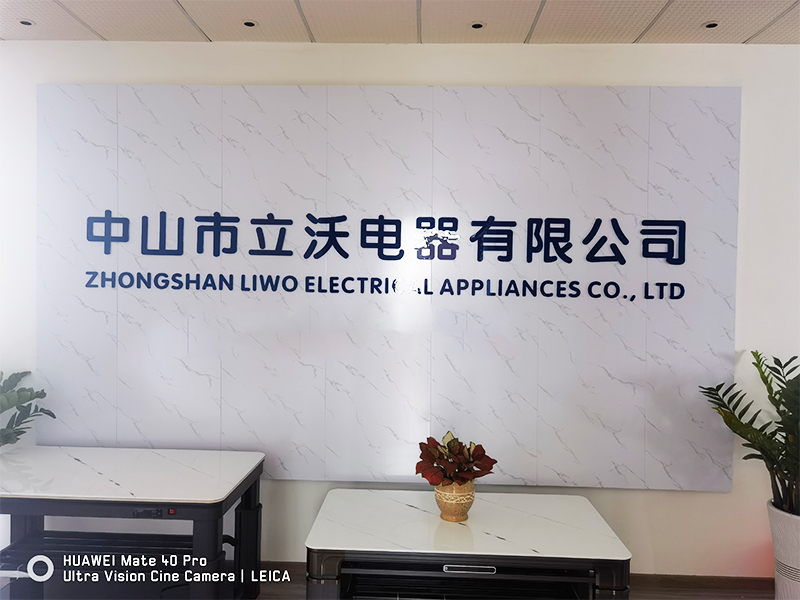 中山市立沃电器有限公司
ZHONGSHAN LIWO ELECTRICAL APPLIANCES CO., LTD
HUAWEI Mate 40 Pro
Ultra Vision Cine Camera | LEICA